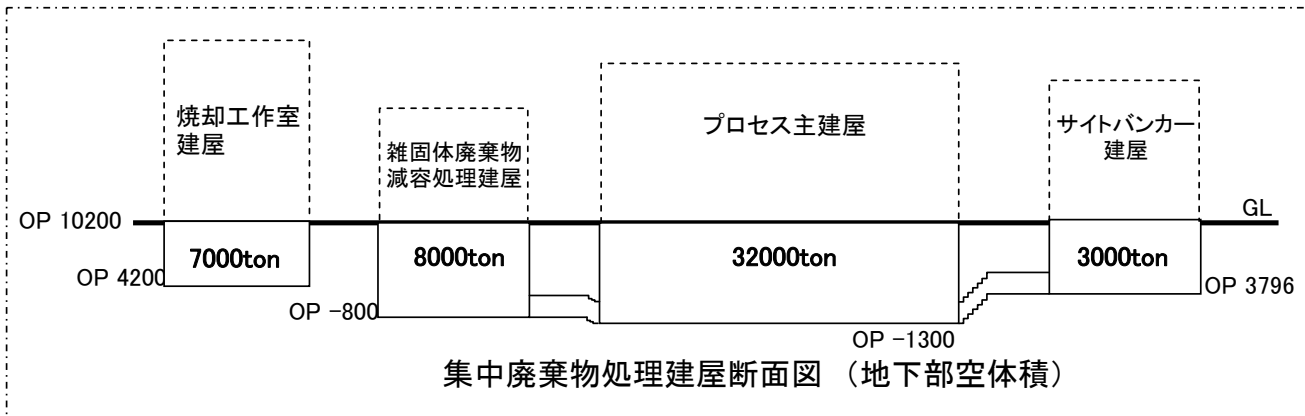 焼却工作室
建屋
雑固体廃棄物
減容処理建屋
プロセス主建屋
サイトバンカー
建屋
OP 10200
GL
7000ton
8000ton
32000ton
3000ton
OP 4200
OP -800
OP -1300
OP 3796
集中廃棄物処理建屋断面図 （地下部空体積）